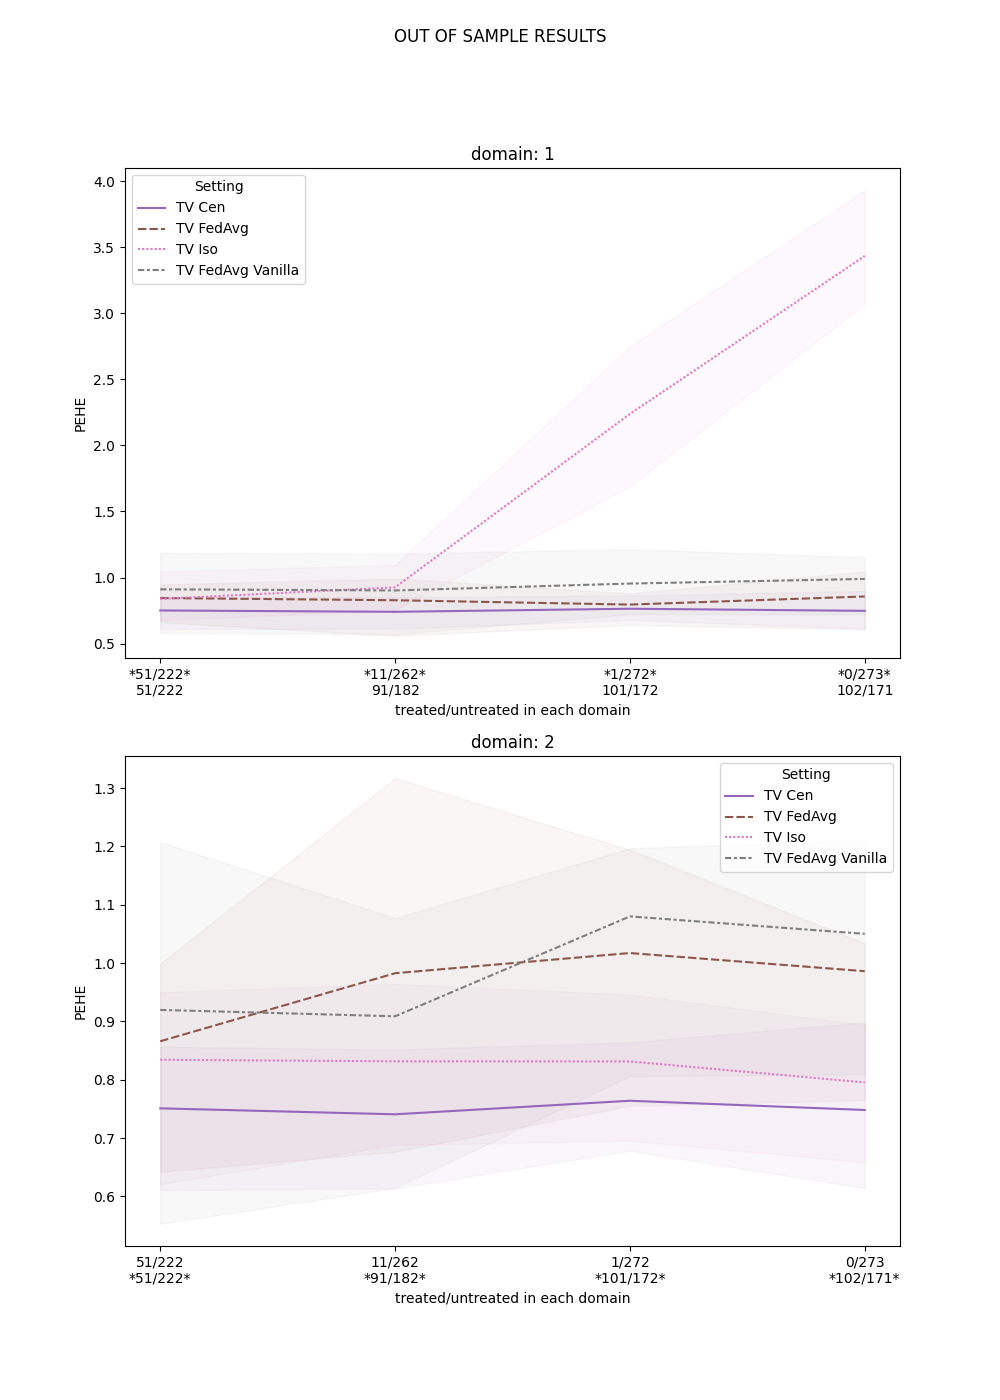 OUT OF SAMPLE RESULTS
domain: 1
Setting
TV Cen
TV FedAvg
TV Iso
TV FedAvg Vanilla
4.0
3.5
3.0
2.5
2.0
1.5
1.0
0.5
PEHE
*51/222* *11/262* *1/272* *0/273*
51/222 91/182 101/172 102/171
treated/untreated in each domain
domain: 2
Setting
TV Cen
TV FedAvg
TV Iso
TV FedAvg Vanilla
1.3
1.2
1.1
1.0
0.9
0.8
0.7
0.6
PEHE
51/222 11/262 1/272 0/273
*51/222* *91/182* *101/172* *102/171*
treated/untreated in each domain